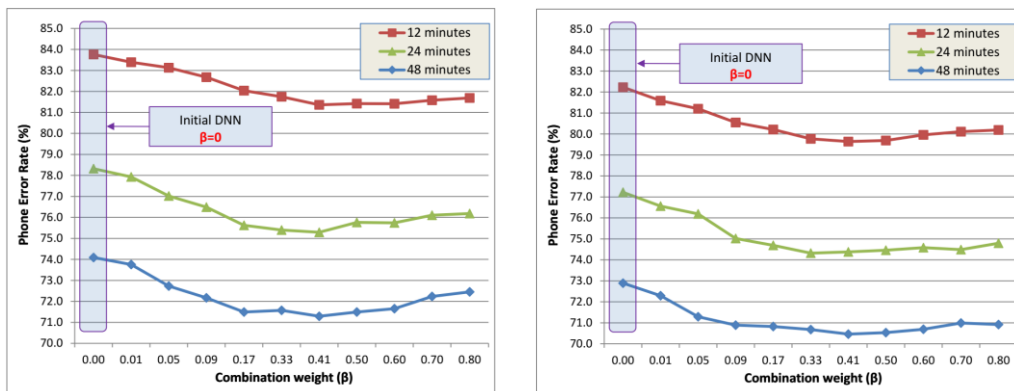 85.0
84.0
83.0
82.0
81.0
80.0
79.0
78.0
77.0
76.0
75.0
74.0
73.0
72.0
71.0
70.0
Phone Error Rate (%)
12 minutes
24 minutes
48 minutes
Initial DNN
β=0
0.00 0.01 0.05 0.09 0.17 0.33 0.41 0.50 0.60 0.70 0.80
Combination weight (β)
85.0
84.0
83.0
82.0
81.0
80.0
79.0
78.0
77.0
76.0
75.0
74.0
73.0
72.0
71.0
70.0
Phone Error Rate (%)
12 minutes
24 minutes
48 minutes
Initial DNN
β=0
0.00 0.01 0.05 0.09 0.17 0.33 0.41 0.50 0.60 0.70 0.80
Combination weight (β)